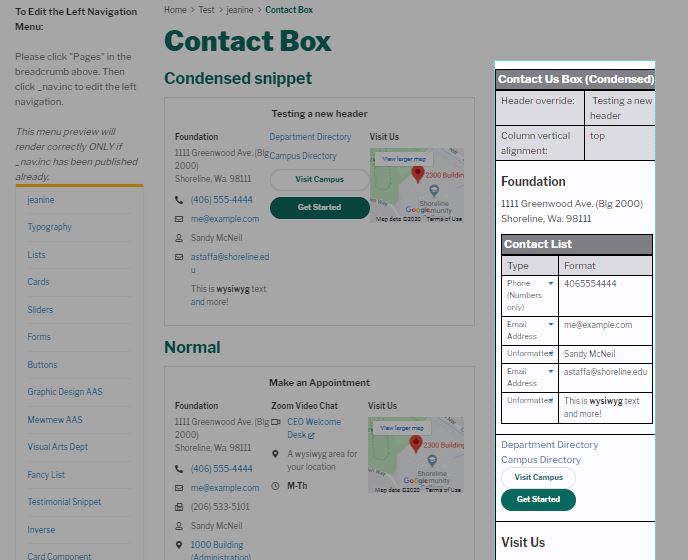 To Edit the Left Navigation
Menu:
Please click "Pages" in the
breadcrumb above. Then
click _nav.inc to edit the left
navigation.
This menu preview will
render correctly ONLY if
_nav.inc has been published
already.
jeanine
Typography
Lists
Cards
Sliders
Forms
Buttons
Graphic Design AAS
Mewmew AAS
Visual Arts Dept
Fancy List
Testimonial Snippet
Inverse
Card Component
Home > Test > jeanine > Contact Box
Contact Box
Condensed snippet
Testing a new header
Foundation
1111 Greenwood Ave. (Blg
2000)
Shoreline, Wa. 98111
(406) 555-4444
me@example.com
Sandy McNeil
astaffa@shoreline.ed
u
This is wysiwyg text
and more!
Department Directory
Campus Directory
Visit Campus
Get Started
Visit Us
View larger map
2300 Buildin
Shoreline
Google
mmunity
Map data ©2020 Terms of Use
Normal
Make an Appointment
Foundation
1111 Greenwood Ave. (Blg
2000)
Shoreline, Wa. 98111
(406) 555-4444
me@example.com
(206) 533-5101
Sandy McNeil
1000 Building
(Administration)
Zoom Video Chat
CEO Welcome
Desk
A wysiwyg area for
your location
M-Th
Visit Us
View larger map
2300 Building
Shoreline
Google
mmunity
Map data ©2020 Terms of Use
Contact Us Box (Condensed)
Header override: Testing a new
header
Column vertical top
alignment:
Foundation
1111 Greenwood Ave. (Blg 2000)
Shoreline, Wa. 98111
Contact List
Type Format
Phone 4065554444
(Numbers
only)
Email me@example.com
Address
Unformatted Sandy McNeil
Email astaffa@shoreline.edu
Address
Unformatted This is wysiwyg text
and more!
Department Directory
Campus Directory
Visit Campus
Get Started
Visit Us